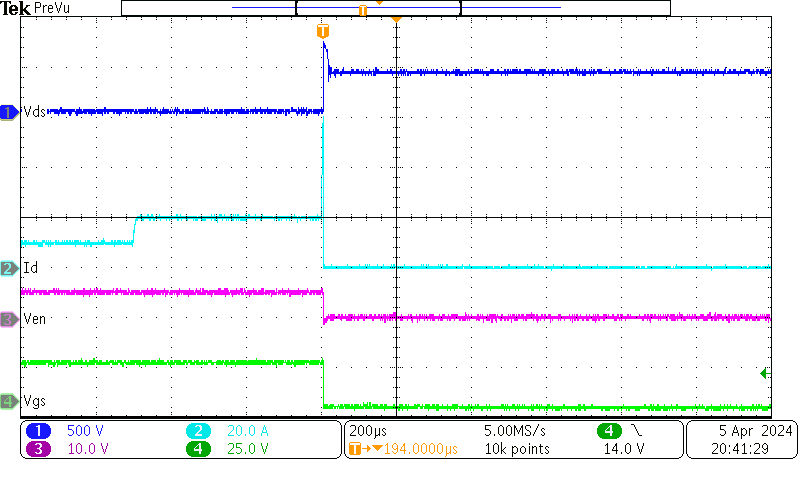 Tek PreVu
T
T
1 Vds
2 Id
3 Ven
4 Vgs
1 500 V 2 20.0 A 200µs 5.00MS/s 4 5 Apr 2024
3 10.0 V 4 25.0 V T→▼194.0000µs 10k points 14.0 V 20:41:29